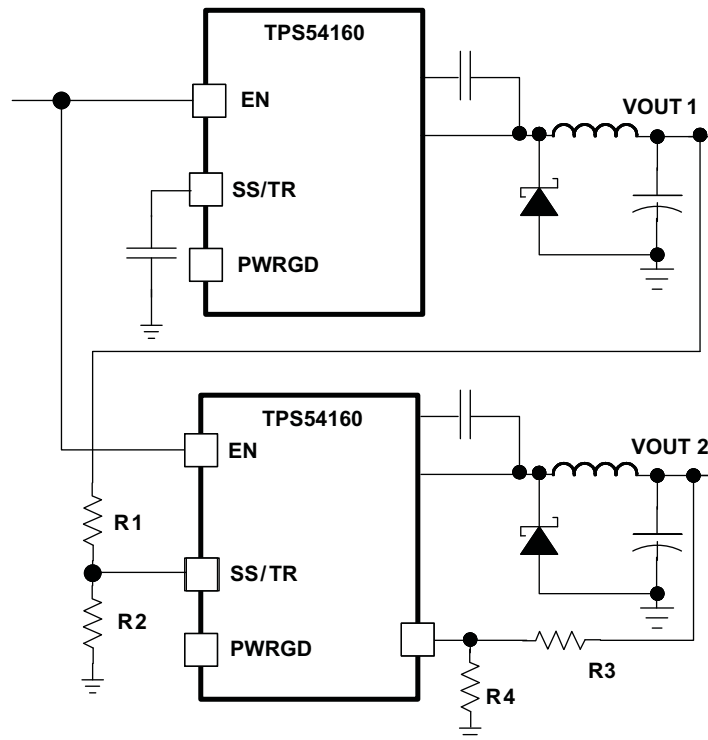 TPS54160
EN
VOUT 1
SS/TR
PWRGD
TPS54160
EN
VOUT 2
R1
SS/TR
R2
PWRGD
R3
R4